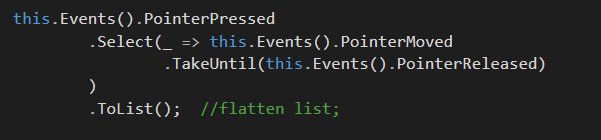 this.Events().PointerPressed
.Select(_ => this.Events().PointerMoved
.TakeUntil(this.Events().PointerReleased)
)
.ToList();  //flatten list;